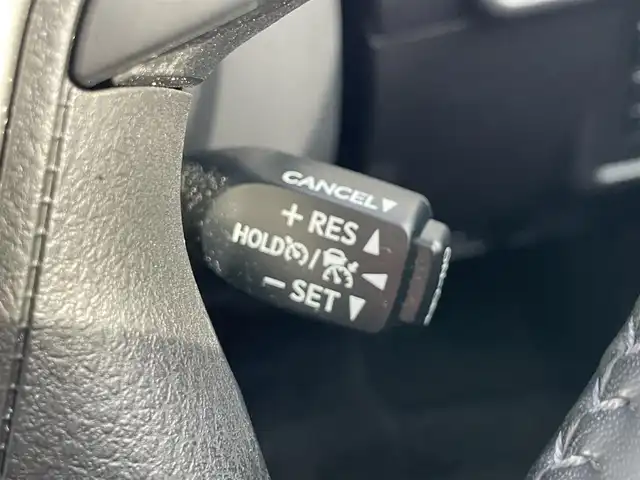 CANCEL▼
+ RES ▲
HOLD / ◀
− SET ▼